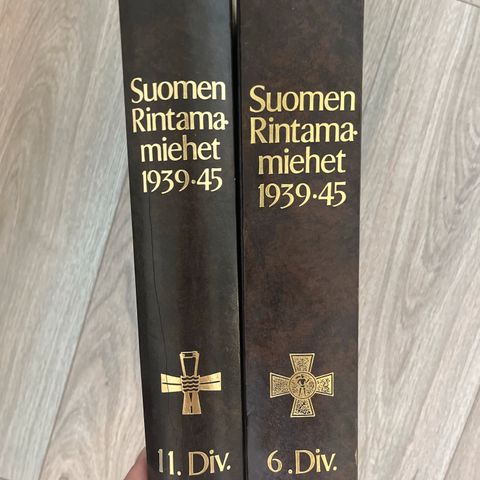 Suomen
Rintama-
miehet
1939·45
11. Div.
Suomen
Rintama-
miehet
1939·45
6. Div.